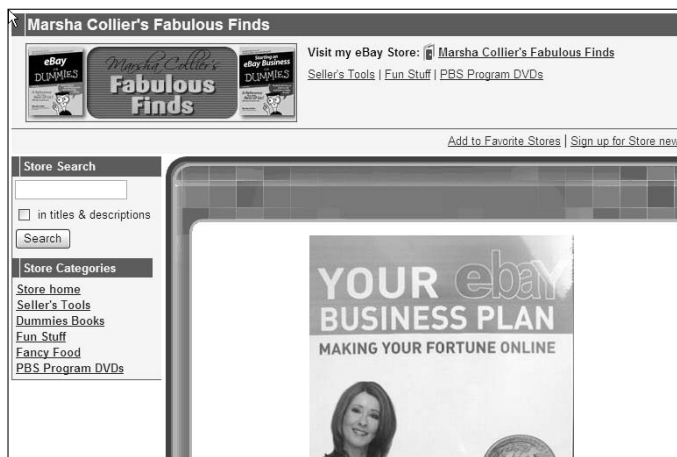 Marsha Collier's Fabulous Finds
eBay
FOR
DUMMIES
Marsha Collier's
Fabulous
Finds
Starting an
eBay Business
FOR
DUMMIES
Visit my eBay Store: Marsha Collier's Fabulous Finds
Seller's Tools | Fun Stuff | PBS Program DVDs
Add to Favorite Stores | Sign up for Store new
Store Search
in titles & descriptions
Search
Store Categories
Store home
Seller's Tools
Dummies Books
Fun Stuff
Fancy Food
PBS Program DVDs
YOUR ebaY
BUSINESS PLAN
MAKING YOUR FORTUNE ONLINE